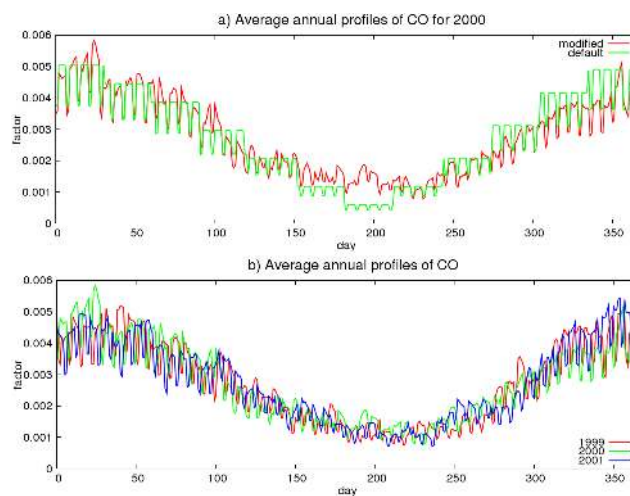 a) Average annual profiles of CO for 2000
0.006
0.005
0.004
0.003
0.002
0.001
0
factor
modified
default
0 50 100 150 200 250 300 350
day
b) Average annual profiles of CO
0.006
0.005
0.004
0.003
0.002
0.001
0
factor
1999
2000
2001
0 50 100 150 200 250 300 350
day